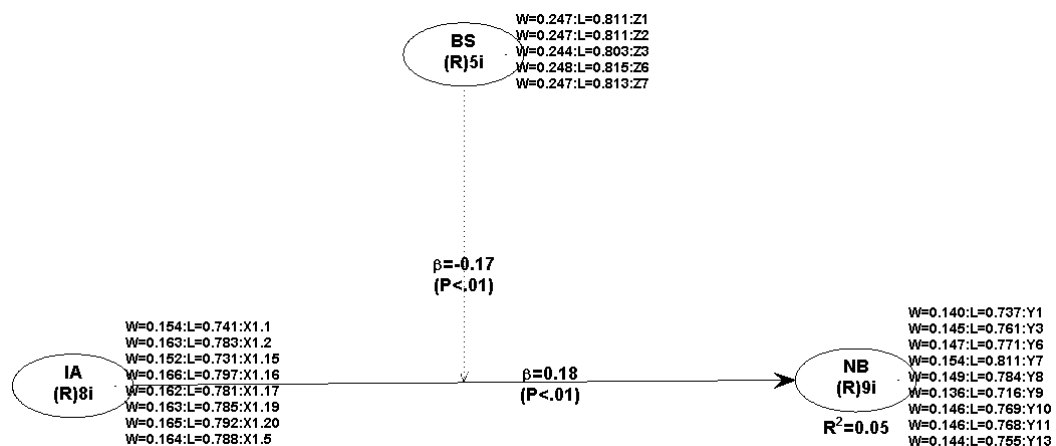 BS
(R)5i
W=0.247:L=0.811:Z1
W=0.247:L=0.811:Z2
W=0.244:L=0.803:Z3
W=0.248:L=0.815:Z6
W=0.247:L=0.813:Z7
β=-0.17
(P<.01)
IA
(R)8i
W=0.154:L=0.741:X1.1
W=0.163:L=0.783:X1.2
W=0.152:L=0.731:X1.15
W=0.166:L=0.797:X1.16
W=0.162:L=0.781:X1.17
W=0.163:L=0.785:X1.19
W=0.165:L=0.792:X1.20
W=0.164:L=0.788:X1.5
β=0.18
(P<.01)
NB
(R)9i
R²=0.05
W=0.140:L=0.737:Y1
W=0.145:L=0.761:Y3
W=0.147:L=0.771:Y6
W=0.154:L=0.811:Y7
W=0.149:L=0.784:Y8
W=0.136:L=0.716:Y9
W=0.146:L=0.769:Y10
W=0.146:L=0.768:Y11
W=0.144:L=0.755:Y13